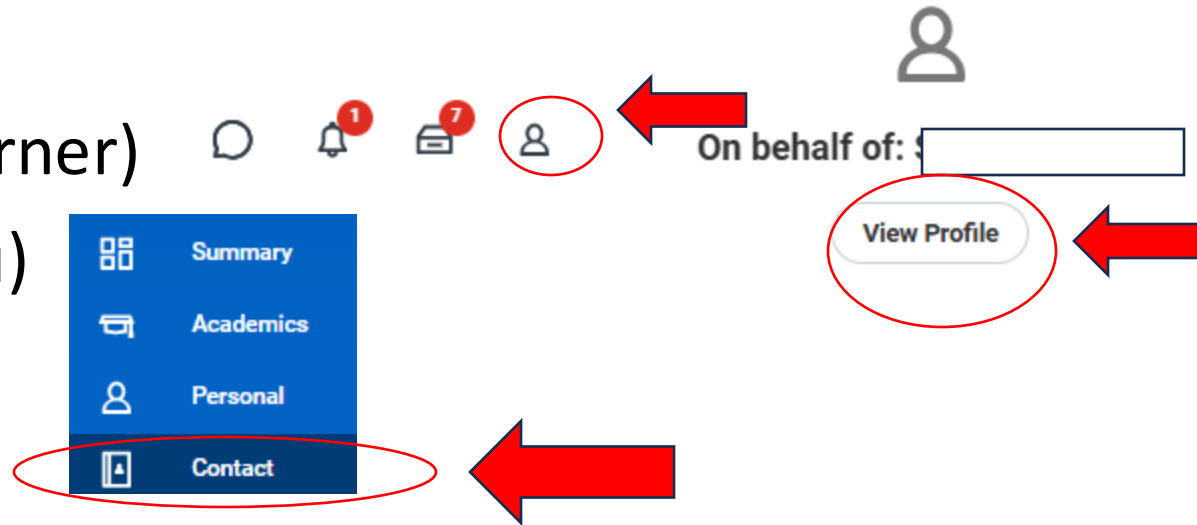 1
7
rner)
On behalf of:
View Profile
)
Summary
Academics
Personal
Contact